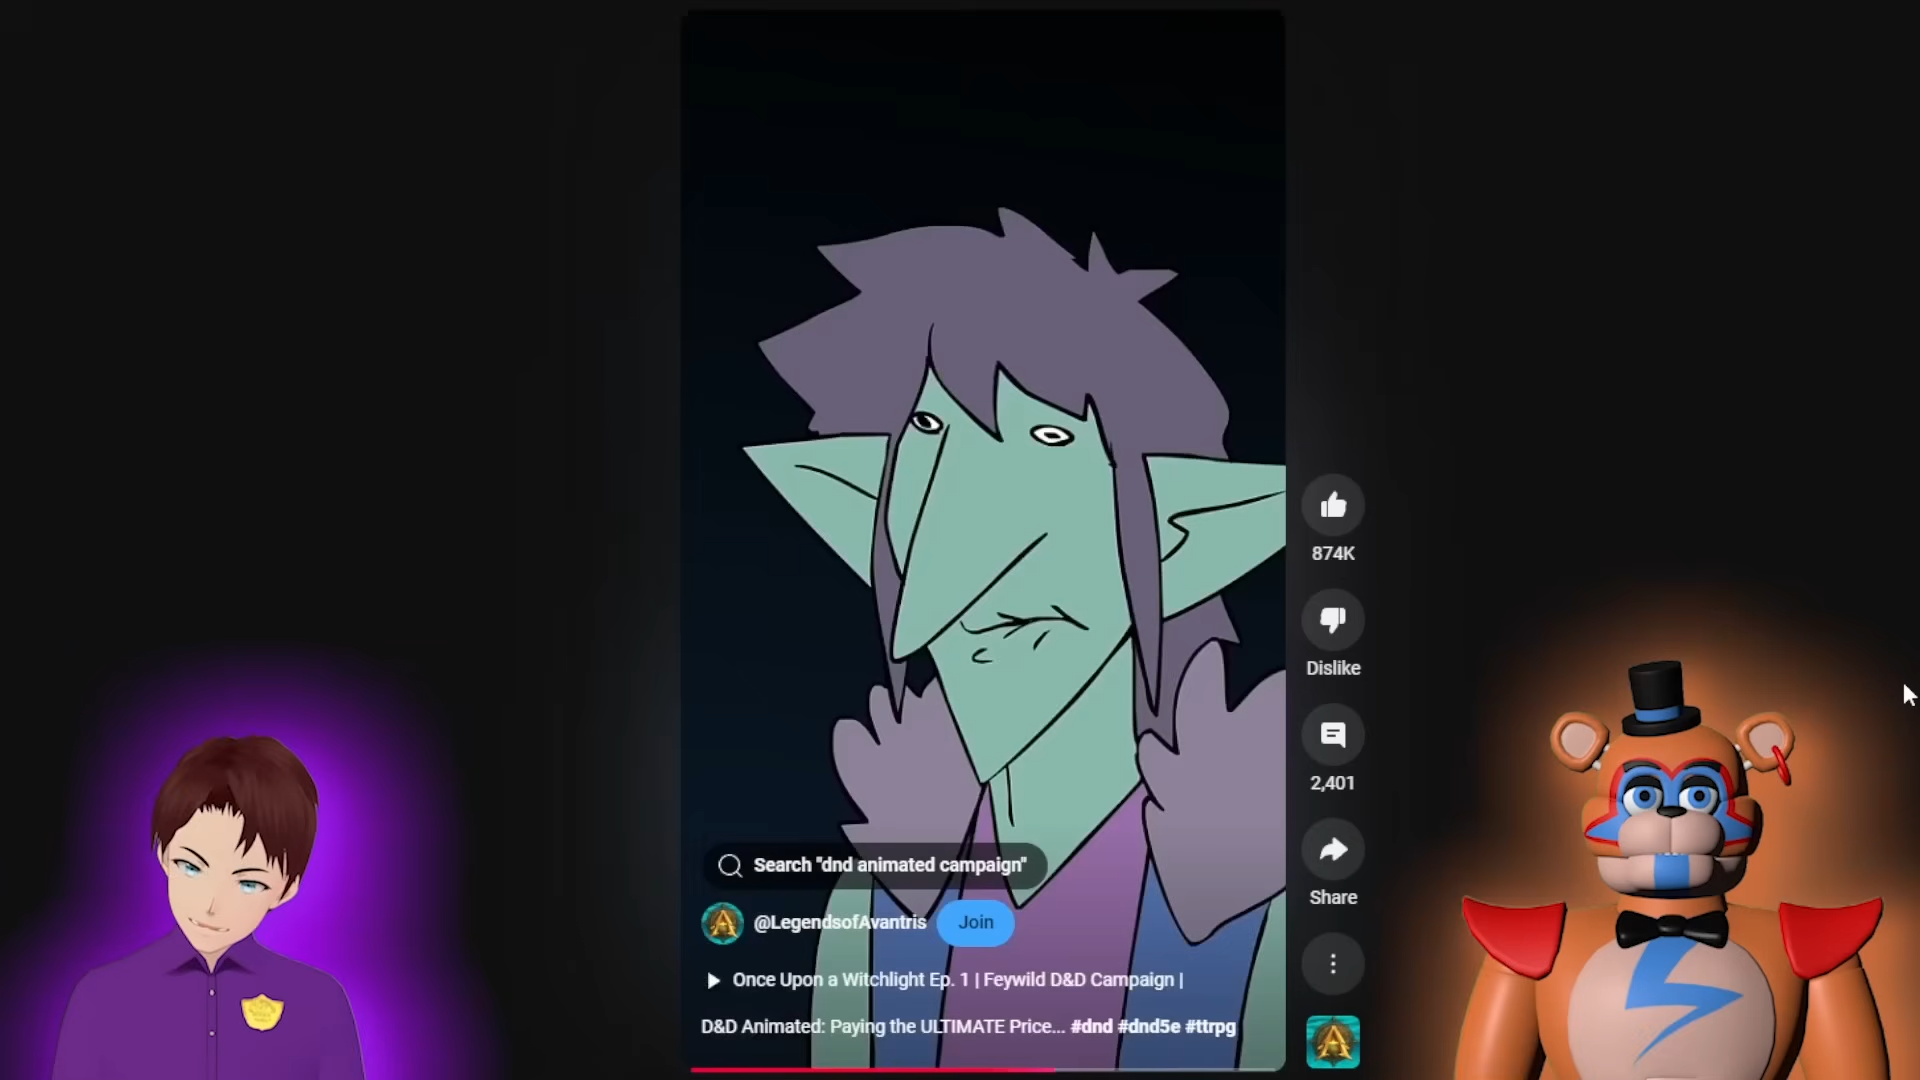 874K
Dislike
2,401
Share
Search "dnd animated campaign"
@LegendsofAvantris Join
Once Upon a Witchlight Ep. 1 | Feywild D&D Campaign |
D&D Animated: Paying the ULTIMATE Price... #dnd #dnd5e #ttrpg